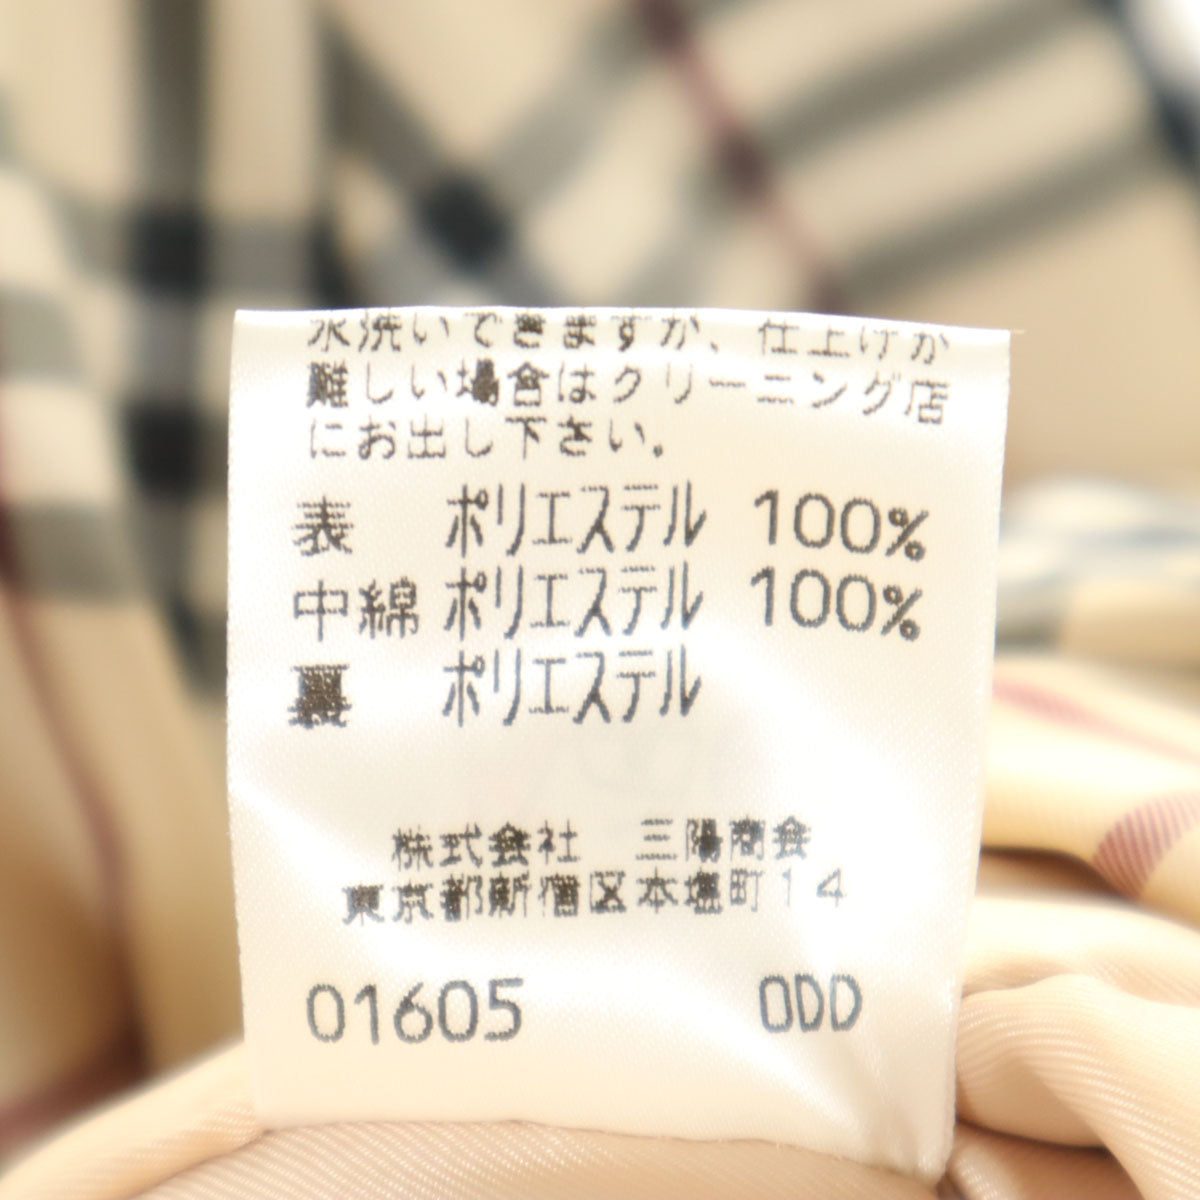 水洗いできますが、仕上げが
難しい場合はクリーニング店
にお出し下さい。
表 ポリエステル 100%
中綿 ポリエステル 100%
裏 ポリエステル
株式会社 三陽商会
東京都新宿区本塩町14
01605 0DD